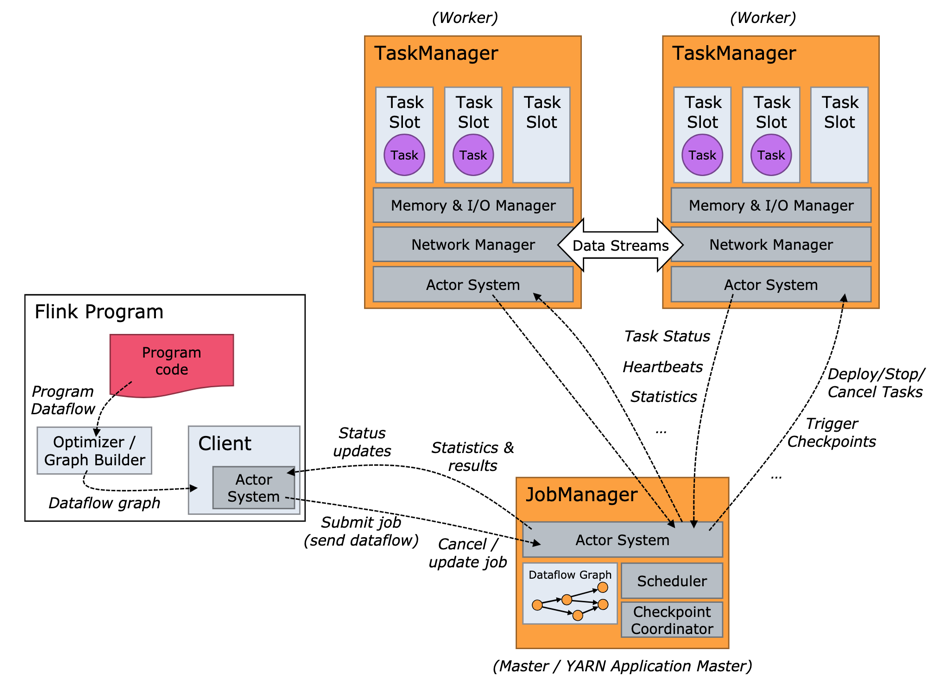 (Worker)
(Worker)
TaskManager
Task
Slot
Task
Task
Slot
Task
Task
Slot
Memory & I/O Manager
Network Manager
Actor System
Data Streams
TaskManager
Task
Slot
Task
Task
Slot
Task
Task
Slot
Memory & I/O Manager
Network Manager
Actor System
Flink Program
Program
code
Program
Dataflow
Optimizer /
Graph Builder
Dataflow graph
Client
Actor
System
Status
updates
Statistics &
results
Submit job
(send dataflow)
Cancel /
update job
Task Status
Heartbeats
Statistics
...
Deploy/Stop/
Cancel Tasks
Trigger
Checkpoints
...
JobManager
Actor System
Dataflow Graph
Scheduler
Checkpoint
Coordinator
(Master / YARN Application Master)